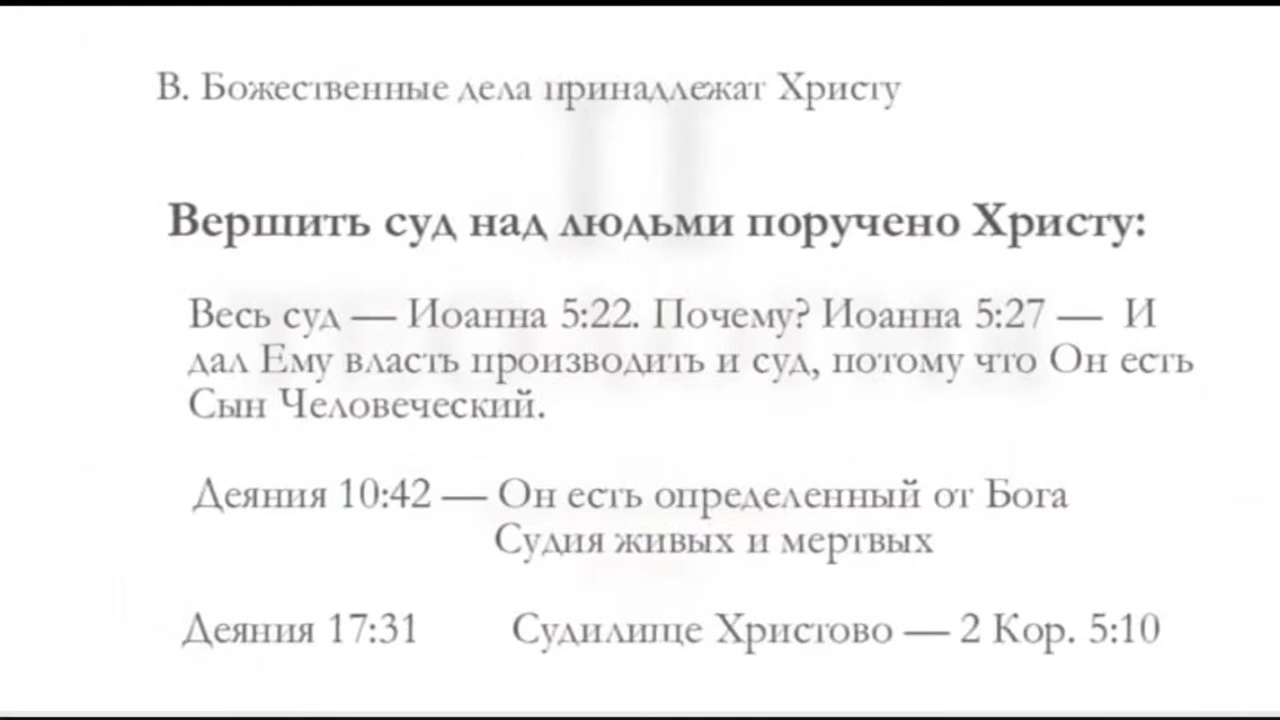 В. Божественные дела принадлежат Христу
Вершить суд над людьми поручено Христу:
Весь суд — Иоанна 5:22. Почему? Иоанна 5:27 — И
дал Ему власть производить и суд, потому что Он есть
Сын Человеческий.
Деяния 10:42 — Он есть определенный от Бога
Судия живых и мертвых
Деяния 17:31 Судилище Христово — 2 Кор. 5:10